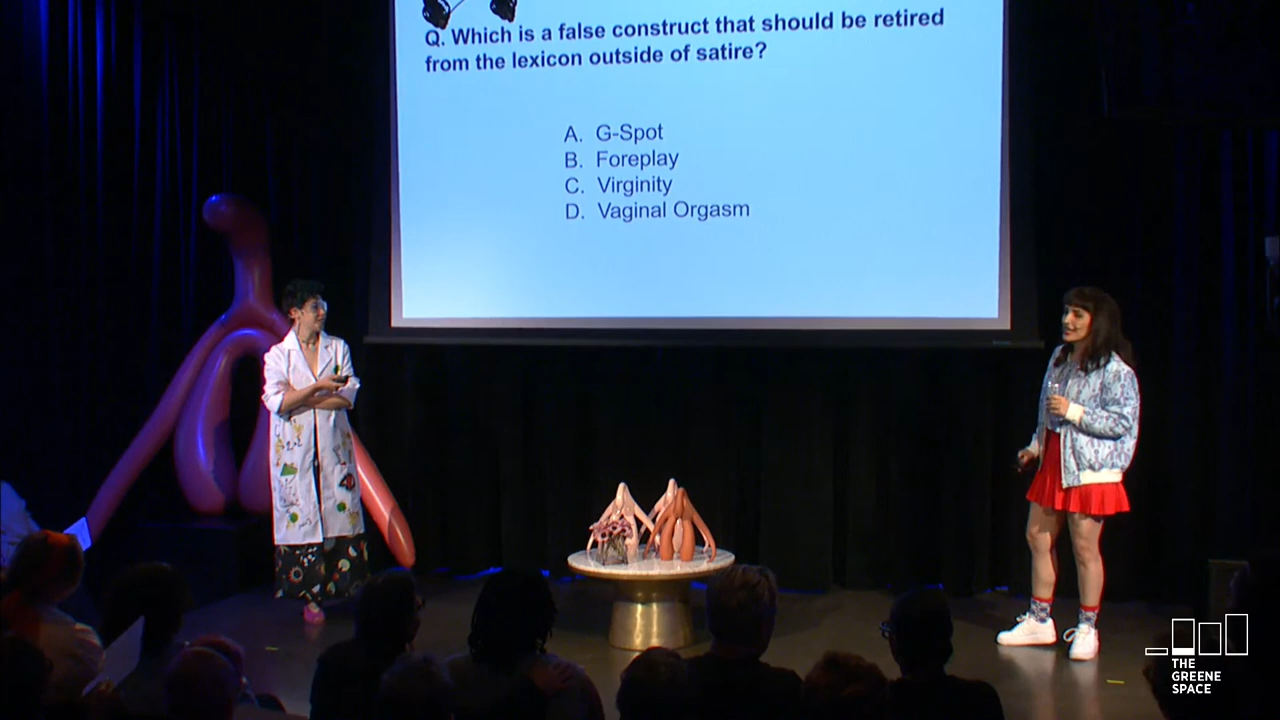 Q. Which is a false construct that should be retired
from the lexicon outside of satire?
A. G-Spot
B. Foreplay
C. Virginity
D. Vaginal Orgasm
THE
GREENE
SPACE